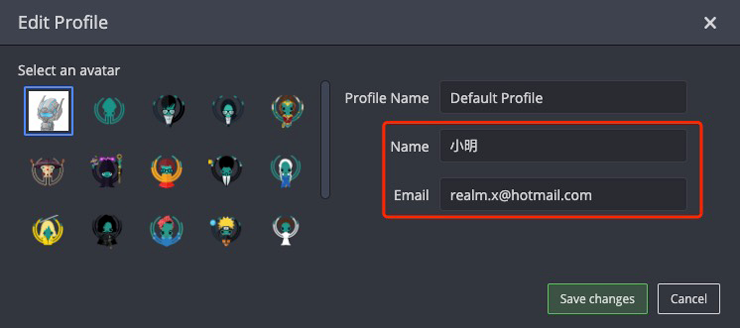 Edit Profile
Select an avatar
Profile Name Default Profile
Name 小明
Email realm.x@hotmail.com
Save changes Cancel